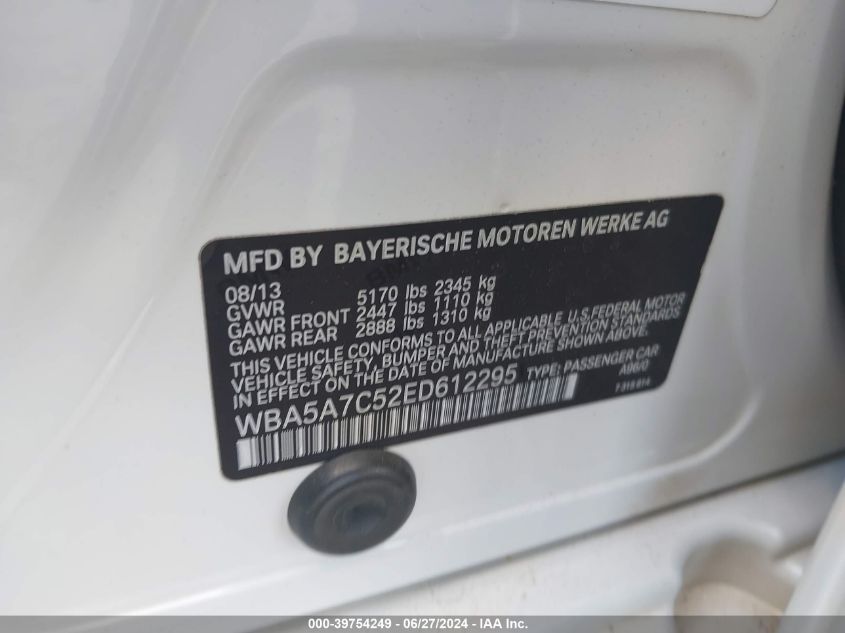 MFD BY BAYERISCHE MOTOREN WERKE AG
08/13
GVWR 5170 lbs 2345 kg
GAWR FRONT 2447 lbs 1110 kg
GAWR REAR 2888 lbs 1310 kg
THIS VEHICLE CONFORMS TO ALL APPLICABLE U.S.FEDERAL MOTOR
VEHICLE SAFETY, BUMPER AND THEFT PREVENTION STANDARDS
IN EFFECT ON THE DATE OF MANUFACTURE SHOWN ABOVE.
WBA5A7C52ED612295 TYPE: PASSENGER CAR
A96/0
000-39754249 - 06/27/2024 - IAA Inc.